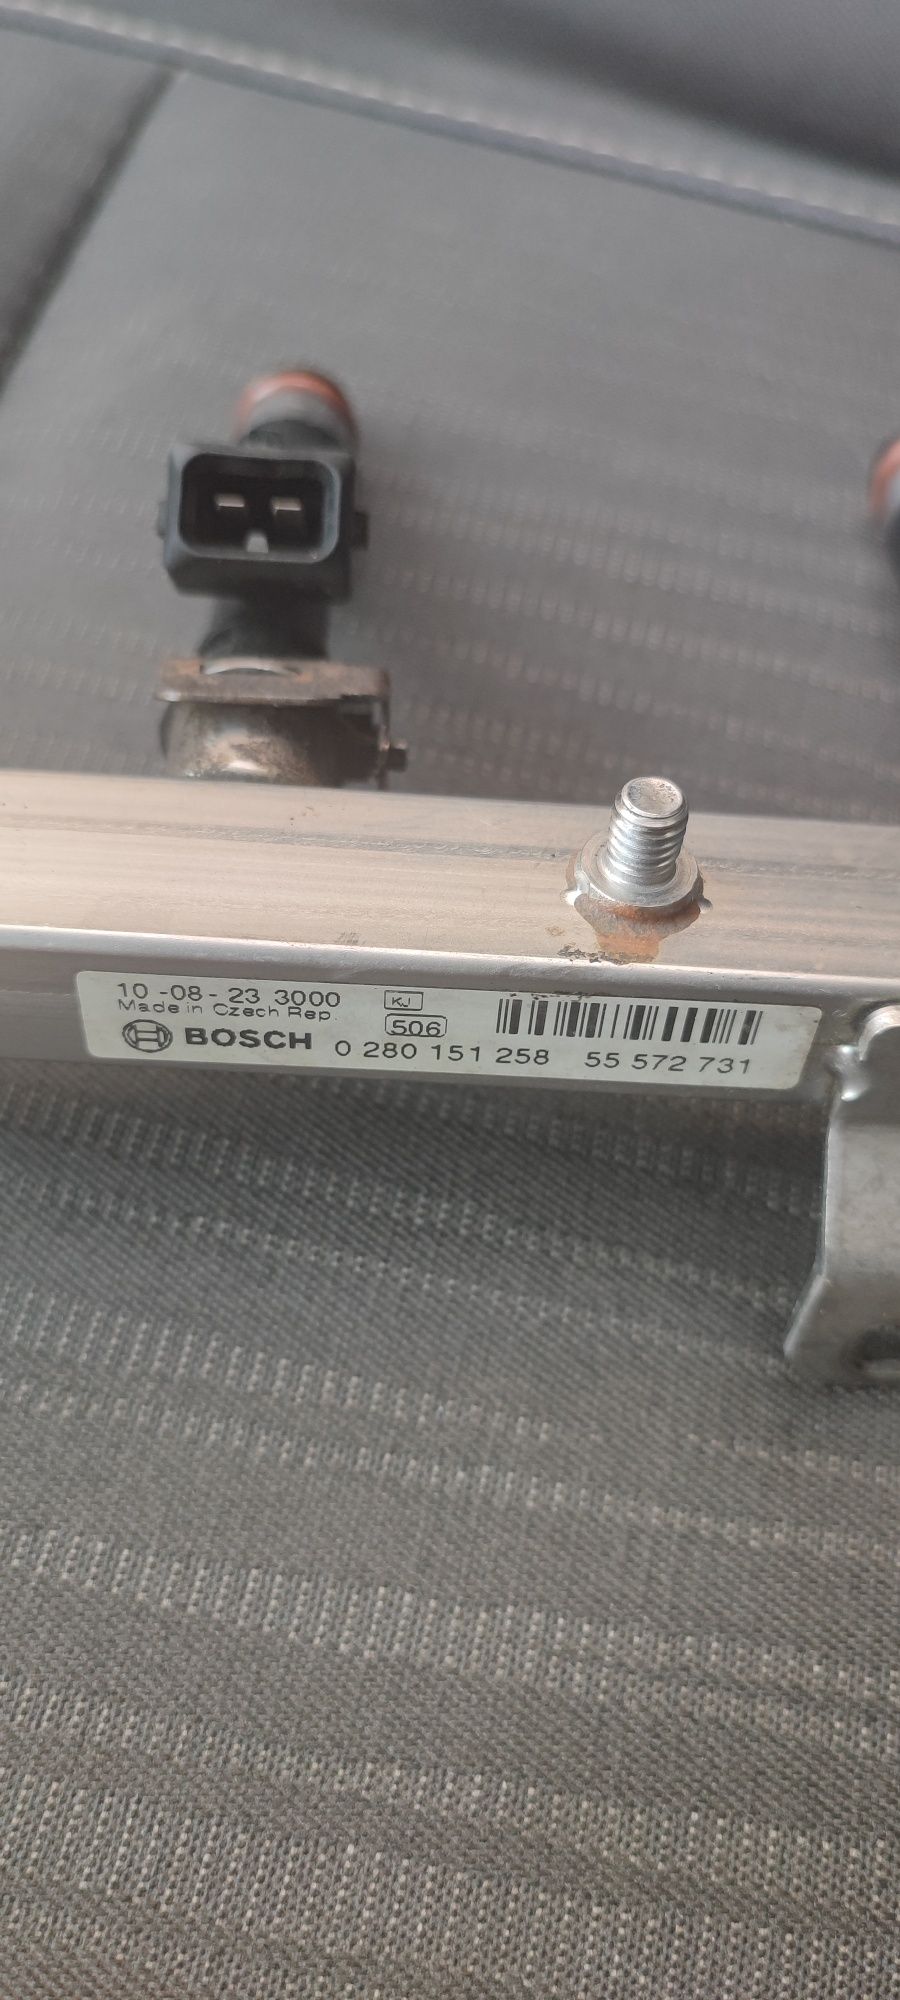 10-08-23 3000
KJ
Made in Czech Rep.
506
BOSCH
0 280 151 258 55 572 731